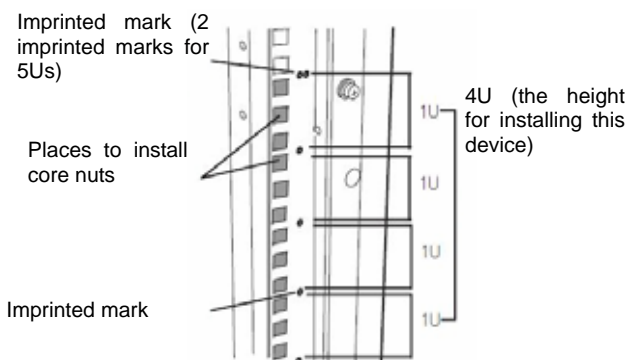 Imprinted mark (2
imprinted marks for
5Us)
4U (the height
for installing this
device)
1U
Places to install
core nuts
1U
1U
Imprinted mark
1U